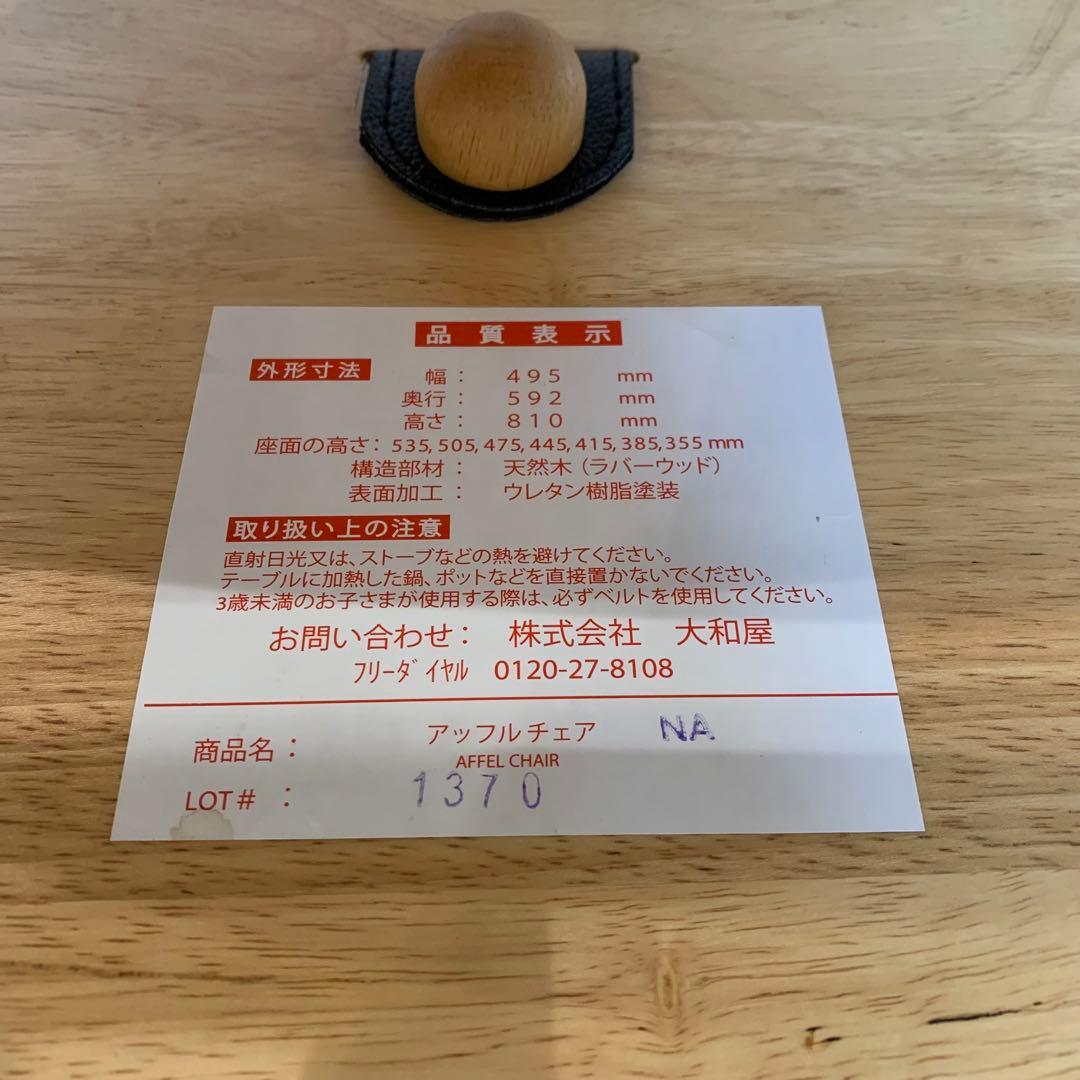 品質表示
外形寸法
幅： 495 mm
奥行： 592 mm
高さ： 810 mm
座面の高さ：535,505,475,445,415,385,355 mm
構造部材： 天然木（ラバーウッド）
表面加工： ウレタン樹脂塗装
取り扱い上の注意
直射日光又は、ストーブなどの熱を避けてください。
テーブルに加熱した鍋、ポットなどを直接置かないでください。
3歳未満のお子さまが使用する際は、必ずベルトを使用してください。
お問い合わせ： 株式会社 大和屋
ﾌﾘｰﾀﾞｲﾔﾙ 0120-27-8108
商品名： アッフルチェア NA
AFFEL CHAIR
LOT＃ ： 1370